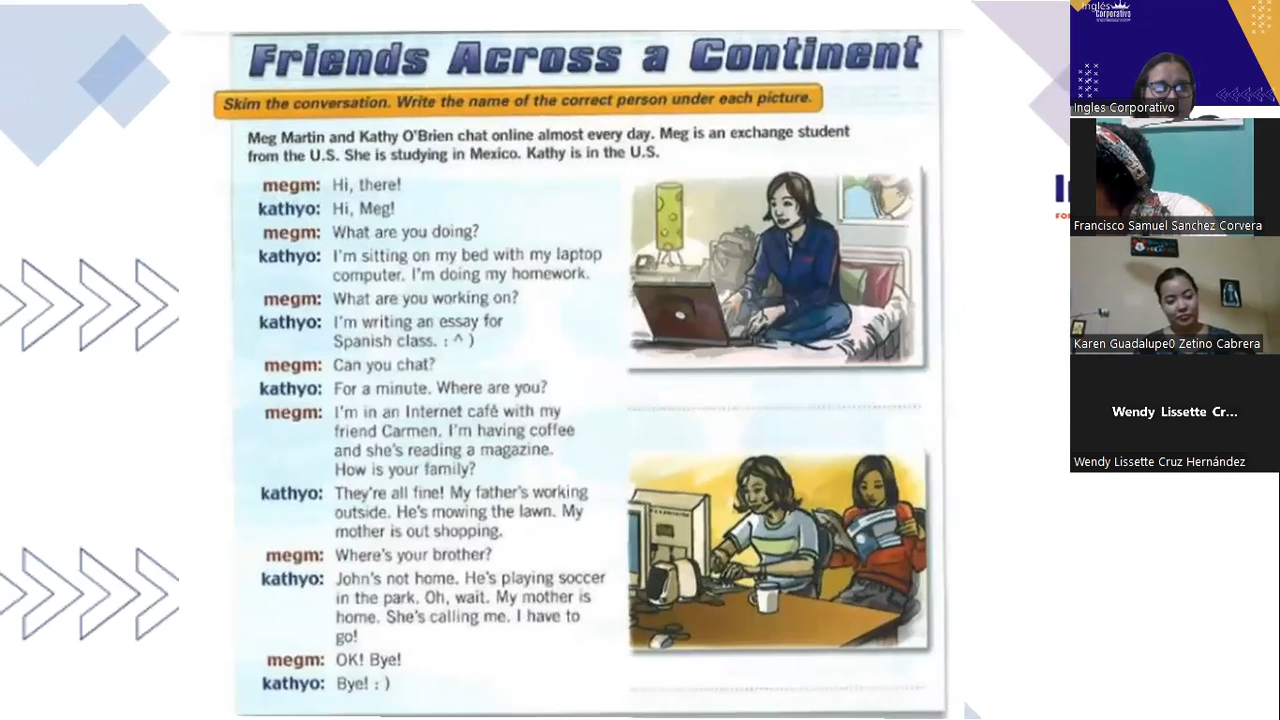 Friends Across a Continent
Skim the conversation. Write the name of the correct person under each picture.
Meg Martin and Kathy O'Brien chat online almost every day. Meg is an exchange student
from the U.S. She is studying in Mexico. Kathy is in the U.S.
megm: Hi, there!
kathyo: Hi, Meg!
megm: What are you doing?
kathyo: I'm sitting on my bed with my laptop
computer. I'm doing my homework.
megm: What are you working on?
kathyo: I'm writing an essay for
Spanish class. : ^ )
megm: Can you chat?
kathyo: For a minute. Where are you?
megm: I'm in an Internet café with my
friend Carmen. I'm having coffee
and she's reading a magazine.
How is your family?
kathyo: They're all fine! My father's working
outside. He's mowing the lawn. My
mother is out shopping.
megm: Where's your brother?
kathyo: John's not home. He's playing soccer
in the park. Oh, wait. My mother is
home. She's calling me. I have to
go!
megm: OK! Bye!
kathyo: Bye! : )
Inglés
Corporativo
Ingles Corporativo
Francisco Samuel Sanchez Corvera
Karen Guadalupe0 Zetino Cabrera
Wendy Lissette Cr...
Wendy Lissette Cruz Hernández